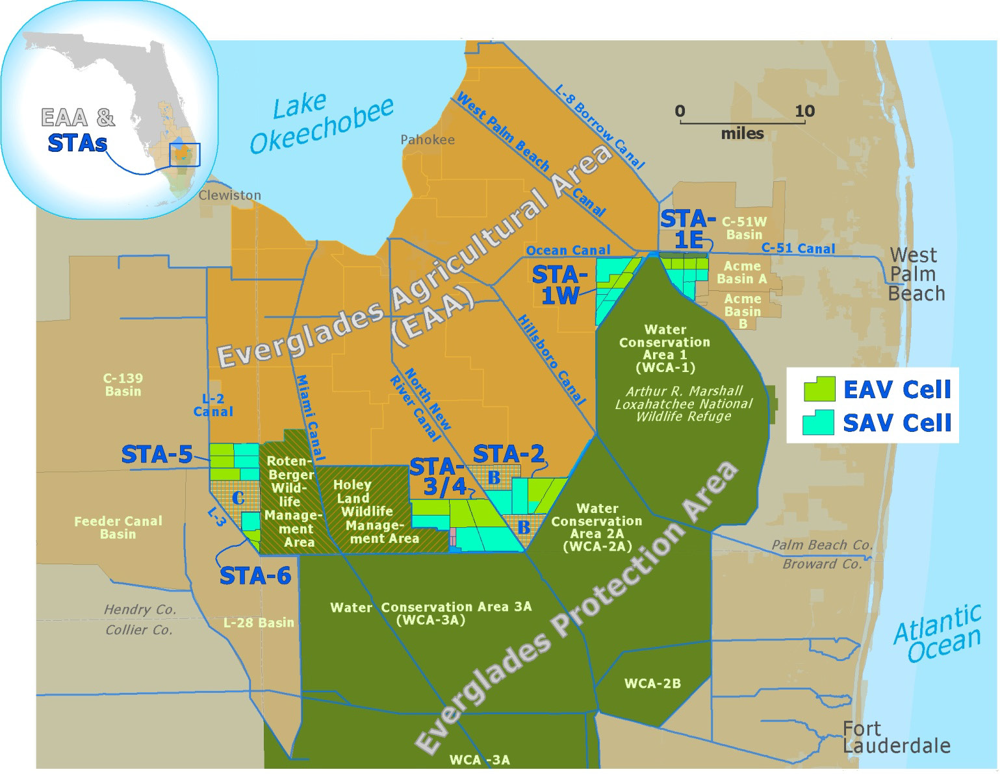 EAA &
STAs
Lake
Okeechobee
Pahokee
Clewiston
L-8 Borrow Canal
West Palm Beach
Canal
0 10
miles
Everglades Agricultural Area
(EAA)
STA-
1E
C-51W
Basin
Ocean Canal
C-51 Canal
STA-
1W
Acme
Basin A
Acme
Basin
B
West
Palm
Beach
Hillsboro Canal
Water
Conservation
Area 1
(WCA-1)
Arthur R. Marshall
Loxahatchee National
Wildlife Refuge
EAV Cell
SAV Cell
C-139
Basin
L-2
Canal
Miami Canal
North New
River Canal
STA-5
C
L-3
Roten-
Berger
Wild-
life
Manage-
ment
Area
Holey
Land
Wildlife
Manage-
ment Area
STA-
3/4
STA-2
B
B
Water
Conservation
Area 2A
(WCA-2A)
Everglades Protection Area
Feeder Canal
Basin
STA-6
Palm Beach Co.
Broward Co.
Hendry Co.
Collier Co.
L-28 Basin
Water Conservation Area 3A
(WCA-3A)
WCA-2B
WCA -3A
Atlantic
Ocean
Fort
Lauderdale